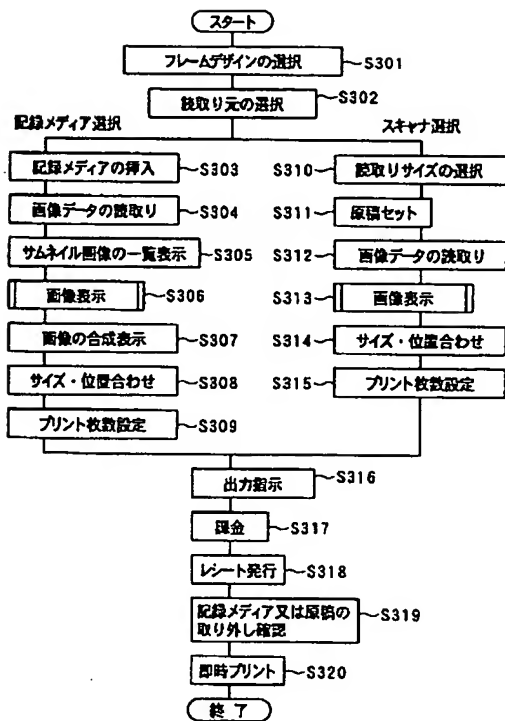 スタート
フレームデザインの選択
S301
読取り元の選択
S302
記録メディア選択
記録メディアの挿入
S303
画像データの読取り
S304
サムネイル画像の一覧表示
S305
画像表示
S306
画像の合成表示
S307
サイズ・位置合わせ
S308
プリント枚数設定
S309
スキャナ選択
S310
読取りサイズの選択
S311
原稿セット
S312
画像データの読取り
S313
画像表示
S314
サイズ・位置合わせ
S315
プリント枚数設定
出力指示
S316
課金
S317
レシート発行
S318
記録メディア又は原稿の
取り外し確認
S319
即時プリント
S320
終了